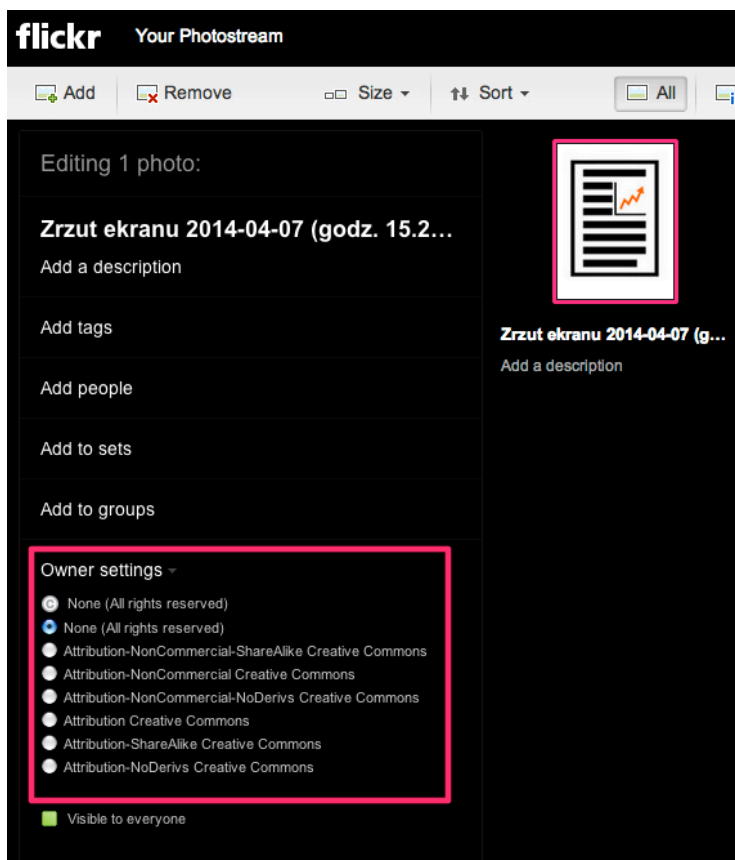 flickr Your Photostream
Add Remove Size Sort All
Editing 1 photo:
Zrzut ekranu 2014-04-07 (godz. 15.2...
Add a description
Add tags
Add people
Add to sets
Add to groups
Zrzut ekranu 2014-04-07 (g...
Add a description
Owner settings
© None (All rights reserved)
None (All rights reserved)
Attribution-NonCommercial-ShareAlike Creative Commons
Attribution-NonCommercial Creative Commons
Attribution-NonCommercial-NoDerivs Creative Commons
Attribution Creative Commons
Attribution-ShareAlike Creative Commons
Attribution-NoDerivs Creative Commons
Visible to everyone